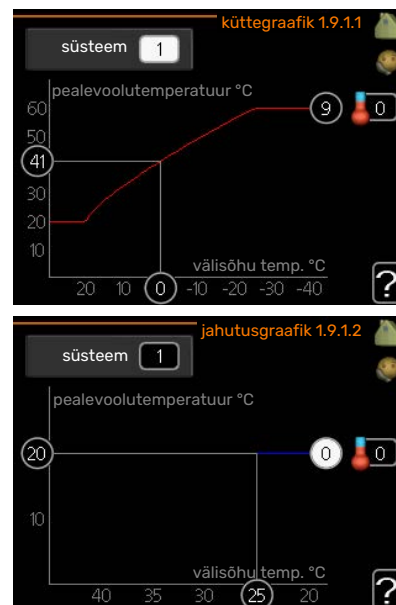 küttegraafik 1.9.1.1
süsteem 1
pealevoolutemperatuur °C
60
9
0
50
41
30
20
10
välisõhu temp. °C
20 10 0 -10 -20 -30 -40
?
jahutusgraafik 1.9.1.2
süsteem 1
pealevoolutemperatuur °C
20
0
0
10
välisõhu temp. °C
40 35 30 25 20
?